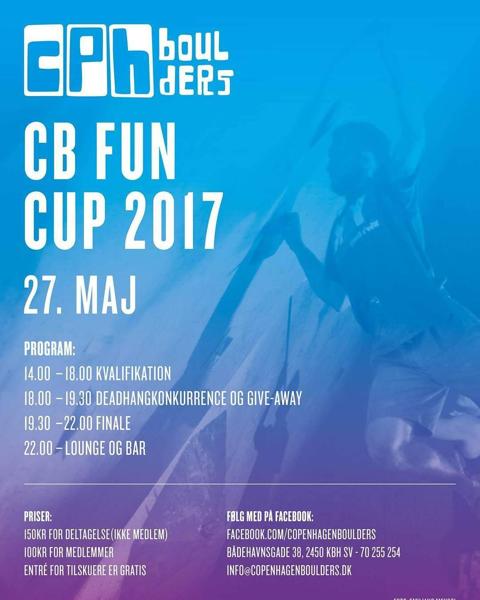 cph boul
ders
CB FUN
CUP 2017
27. MAJ
PROGRAM:
14.00 – 18.00 KVALIFIKATION
18.00 – 19.30 DEADHANGKONKURRENCE OG GIVE-AWAY
19.30 – 22.00 FINALE
22.00 – LOUNGE OG BAR
PRISER:
150KR FOR DELTAGELSE(IKKE MEDLEM)
100KR FOR MEDLEMMER
ENTRÉ FOR TILSKUERE ER GRATIS
FØLG MED PÅ FACEBOOK:
FACEBOOK.COM/COPENHAGENBOULDERS
BÅDEHAVNSGADE 38, 2450 KBH SV - 70 255 254
INFO@COPENHAGENBOULDERS.DK